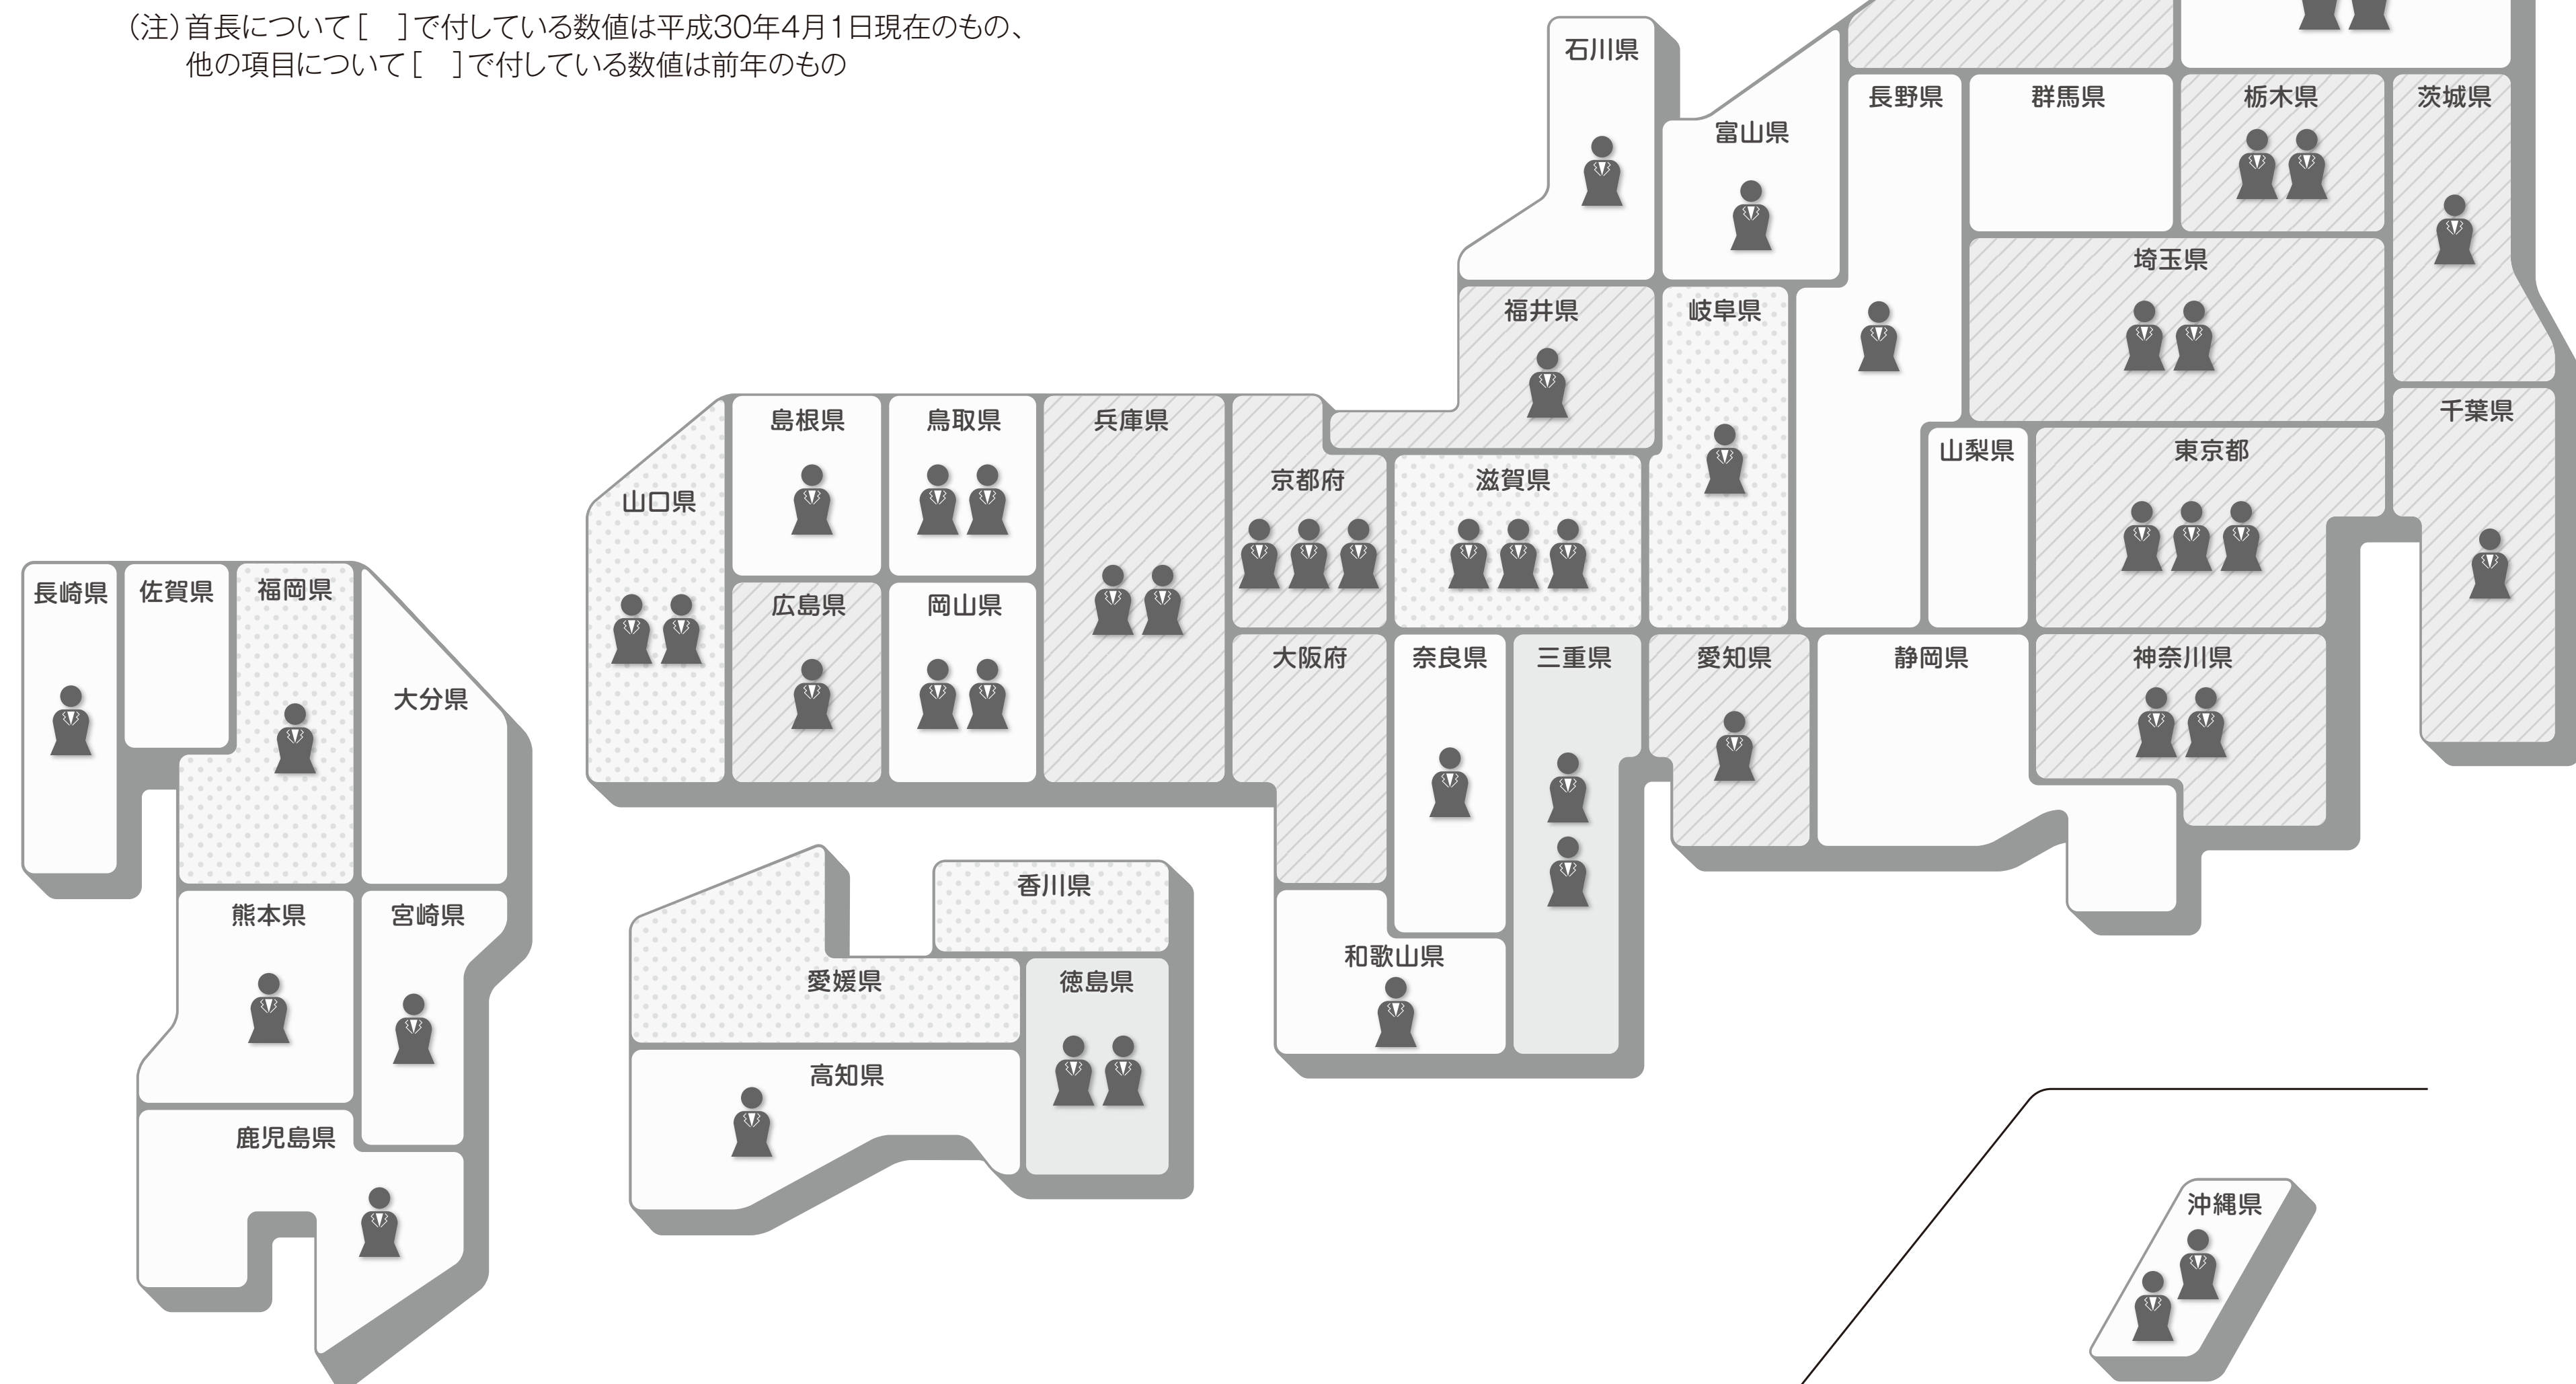 （注）首長について［　］で付している数値は平成30年4月1日現在のもの、
他の項目について［　］で付している数値は前年のもの
石川県
富山県
長野県
群馬県
栃木県
茨城県
埼玉県
福井県
岐阜県
千葉県
島根県
鳥取県
兵庫県
山梨県
東京都
京都府
滋賀県
山口県
長崎県
佐賀県
福岡県
広島県
岡山県
大阪府
奈良県
三重県
愛知県
静岡県
神奈川県
大分県
香川県
熊本県
宮崎県
和歌山県
愛媛県
徳島県
高知県
鹿児島県
沖縄県